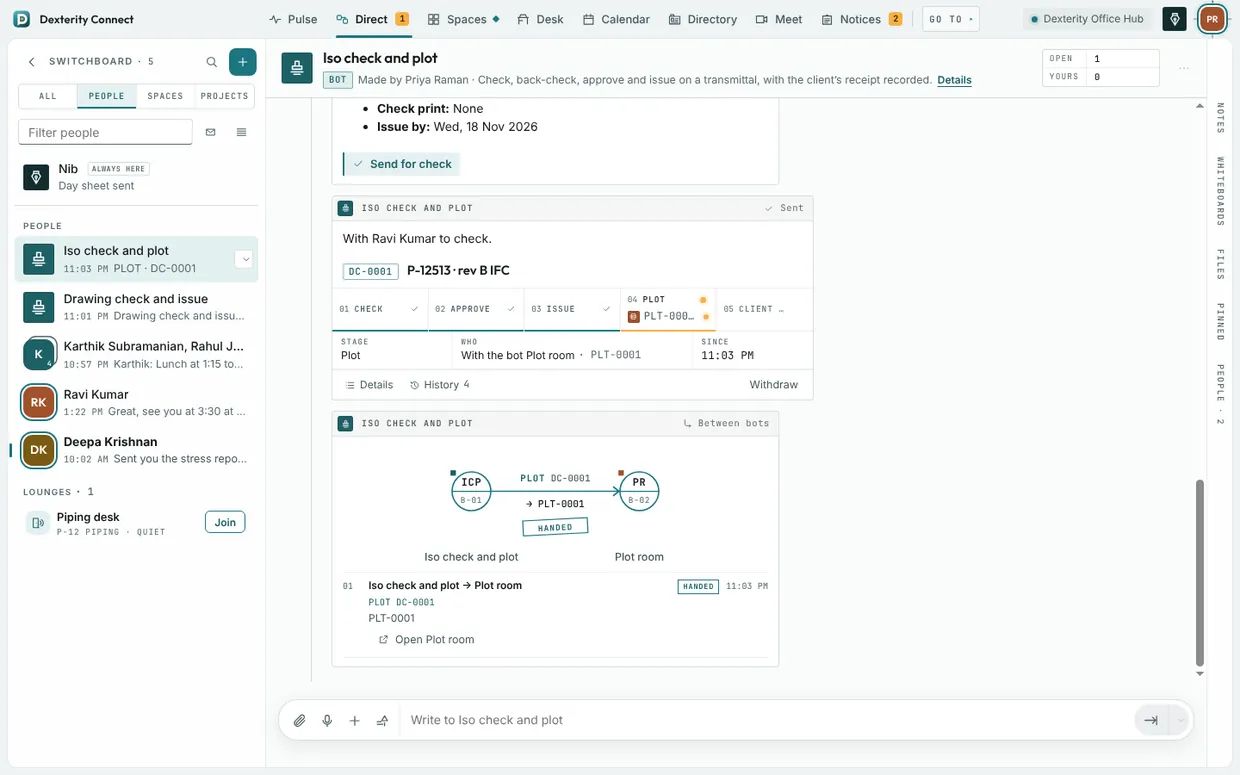 Dexterity Connect
Pulse
Direct 1
Spaces
Desk
Calendar
Directory
Meet
Notices 2
GO TO
Dexterity Office Hub
PR
SWITCHBOARD · 5
ALL
PEOPLE
SPACES
PROJECTS
Filter people
Nib ALWAYS HERE
Day sheet sent
PEOPLE
Iso check and plot
11:03 PM PLOT · DC-0001
Drawing check and issue
11:01 PM Drawing check and issu...
K 4
Karthik Subramanian, Rahul J...
10:57 PM Karthik: Lunch at 1:15 to...
RK
Ravi Kumar
1:22 PM Great, see you at 3:30 at ...
DK
Deepa Krishnan
10:02 AM Sent you the stress repo...
LOUNGES · 1
Piping desk
P-12 PIPING · QUIET
Join
Iso check and plot
BOT Made by Priya Raman · Check, back-check, approve and issue on a transmittal, with the client's receipt recorded. Details
OPEN 1
YOURS 0
• Check print: None
• Issue by: Wed, 18 Nov 2026
Send for check
ISO CHECK AND PLOT
Sent
With Ravi Kumar to check.
DC-0001 P-12513 · rev B IFC
01 CHECK
02 APPROVE
03 ISSUE
04 PLOT
PLT-000...
05 CLIENT …
STAGE
Plot
WHO
With the bot Plot room · PLT-0001
SINCE
11:03 PM
Details
History 4
Withdraw
ISO CHECK AND PLOT
Between bots
ICP
B-01
PLOT DC-0001
→ PLT-0001
HANDED
PR
B-02
Iso check and plot
Plot room
01 Iso check and plot → Plot room HANDED 11:03 PM
PLOT DC-0001
PLT-0001
Open Plot room
Write to Iso check and plot
NOTES
WHITEBOARDS
FILES
PINNED
PEOPLE · 2